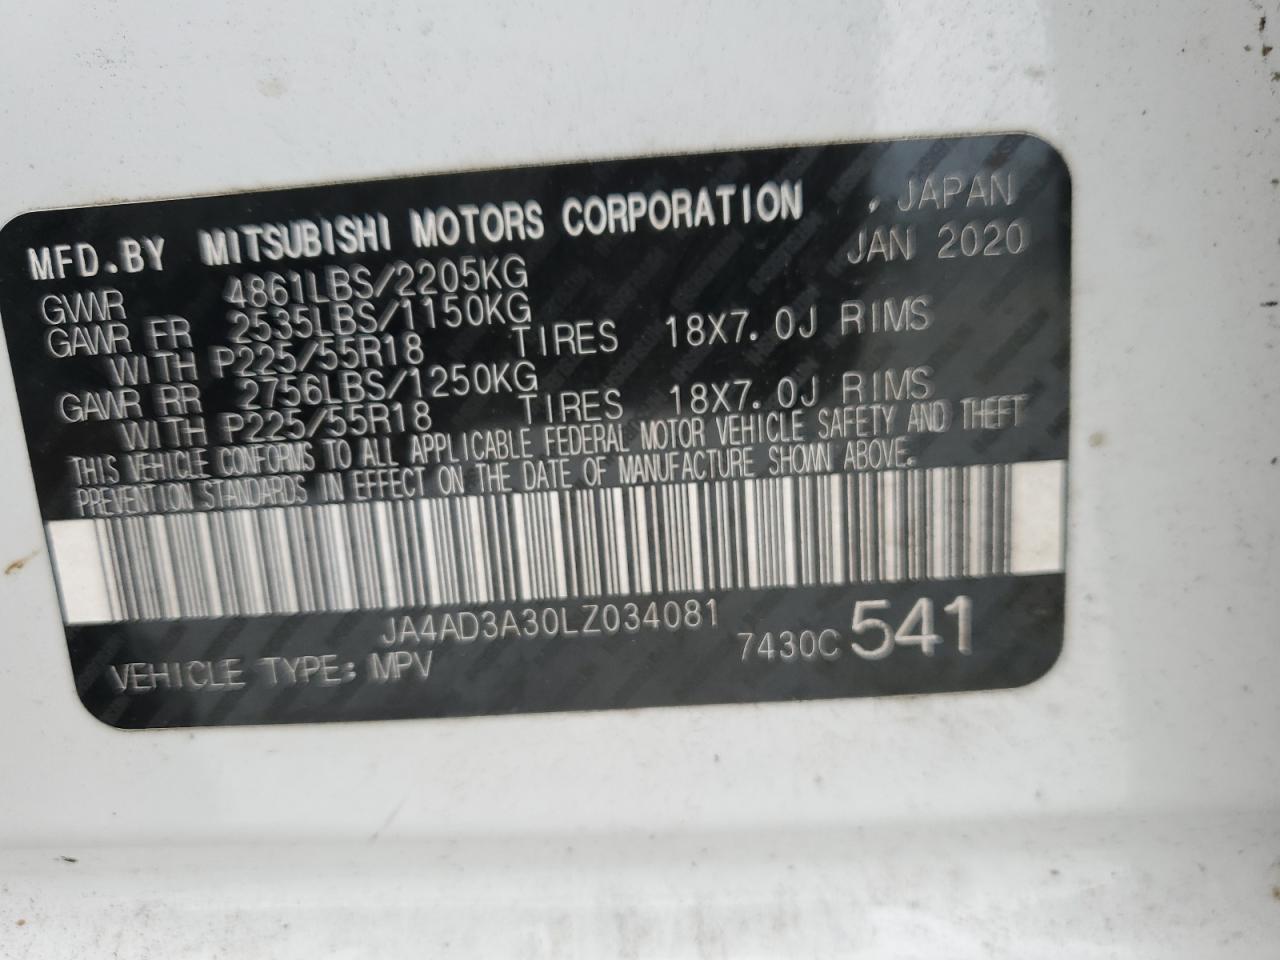 MFD.BY MITSUBISHI MOTORS CORPORATION , JAPAN
JAN 2020
GVWR 4861LBS/2205KG
GAWR FR 2535LBS/1150KG
WITH P225/55R18 TIRES 18X7.0J RIMS
GAWR RR 2756LBS/1250KG
WITH P225/55R18 TIRES 18X7.0J RIMS
THIS VEHICLE CONFORMS TO ALL APPLICABLE FEDERAL MOTOR VEHICLE SAFETY AND THEFT
PREVENTION STANDARDS IN EFFECT ON THE DATE OF MANUFACTURE SHOWN ABOVE.
JA4AD3A30LZ034081
VEHICLE TYPE: MPV 7430C 541